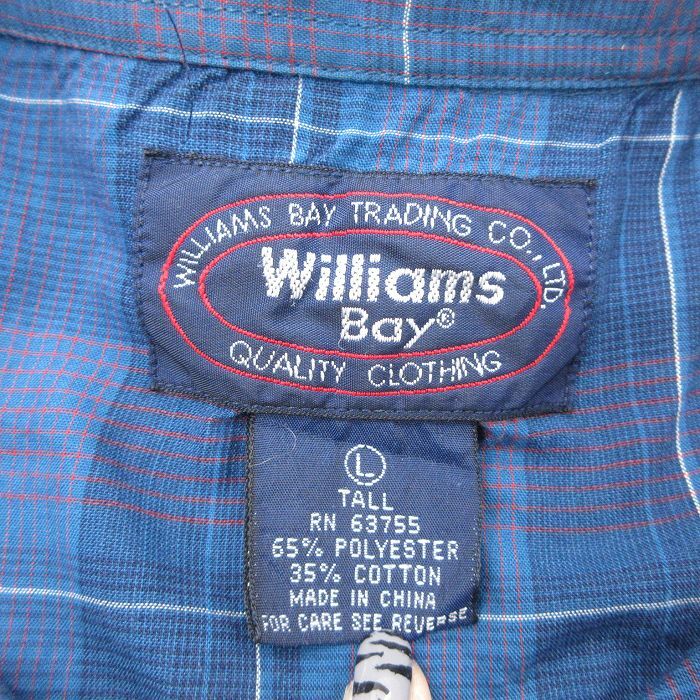 WILLIAMS BAY TRADING CO., LTD.
Williams
Bay®
QUALITY CLOTHING
L
TALL
RN 63755
65% POLYESTER
35% COTTON
MADE IN CHINA
FOR CARE SEE REVERSE